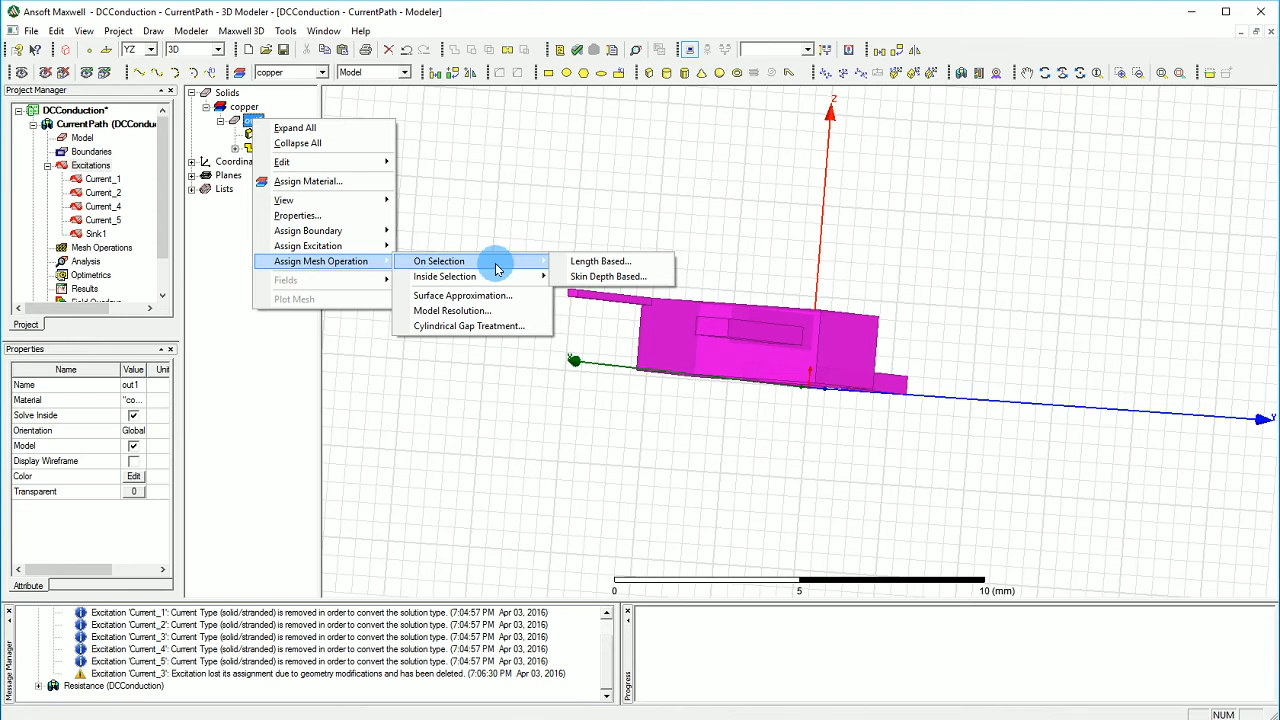 Ansoft Maxwell - DCConduction - CurrentPath - 3D Modeler - [DCConduction - CurrentPath - Modeler]
File Edit View Project Draw Modeler Maxwell 3D Tools Window Help
YZ 3D
copper Model
Project Manager
DCConduction*
CurrentPath (DCCondu
Model
Boundaries
Excitations
Current_1
Current_2
Current_4
Current_5
Sink1
Mesh Operations
Analysis
Optimetrics
Results
Project
Properties
Name Value Unit
Name out1
Material "co...
Solve Inside
Orientation Global
Model
Display Wireframe
Color Edit
Transparent 0
Attribute
Solids
copper
Coordina
Planes
Lists
Expand All
Collapse All
Edit
Assign Material...
View
Properties...
Assign Boundary
Assign Excitation
Assign Mesh Operation
Fields
Plot Mesh
On Selection
Inside Selection
Surface Approximation...
Model Resolution...
Cylindrical Gap Treatment...
Length Based...
Skin Depth Based...
Z
0 5 10 (mm)
Message Manager
Excitation 'Current_1': Current Type (solid/stranded) is removed in order to convert the solution type. (7:04:57 PM Apr 03, 2016)
Excitation 'Current_2': Current Type (solid/stranded) is removed in order to convert the solution type. (7:04:57 PM Apr 03, 2016)
Excitation 'Current_3': Current Type (solid/stranded) is removed in order to convert the solution type. (7:04:57 PM Apr 03, 2016)
Excitation 'Current_4': Current Type (solid/stranded) is removed in order to convert the solution type. (7:04:57 PM Apr 03, 2016)
Excitation 'Current_5': Current Type (solid/stranded) is removed in order to convert the solution type. (7:04:57 PM Apr 03, 2016)
Excitation 'Current_3': Excitation lost its assignment due to geometry modifications and has been deleted. (7:06:30 PM Apr 03, 2016)
Resistance (DCConduction)
Progress
NUM